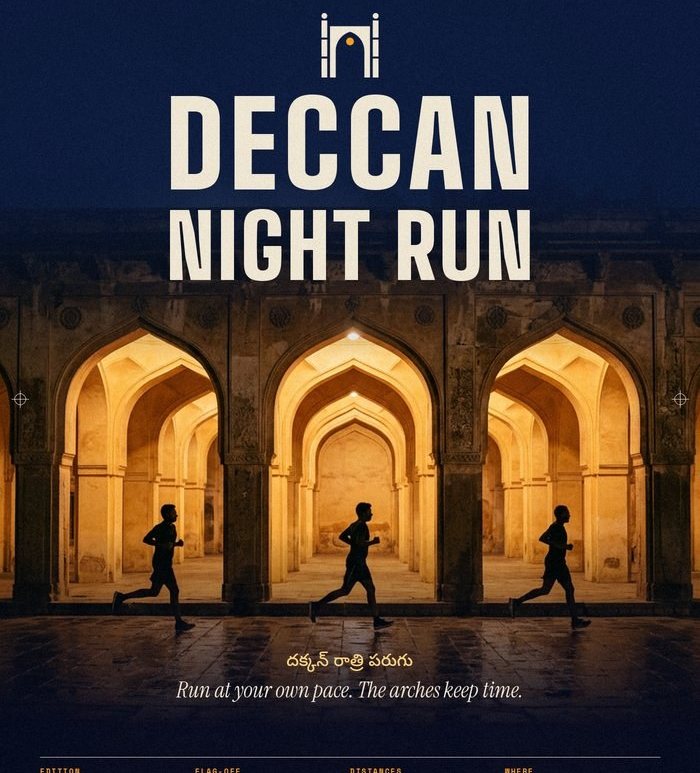 DECCAN
NIGHT RUN
దక్కన్ రాత్రి పరుగు
Run at your own pace. The arches keep time.
EDITION FLAG-OFF DISTANCES WHERE